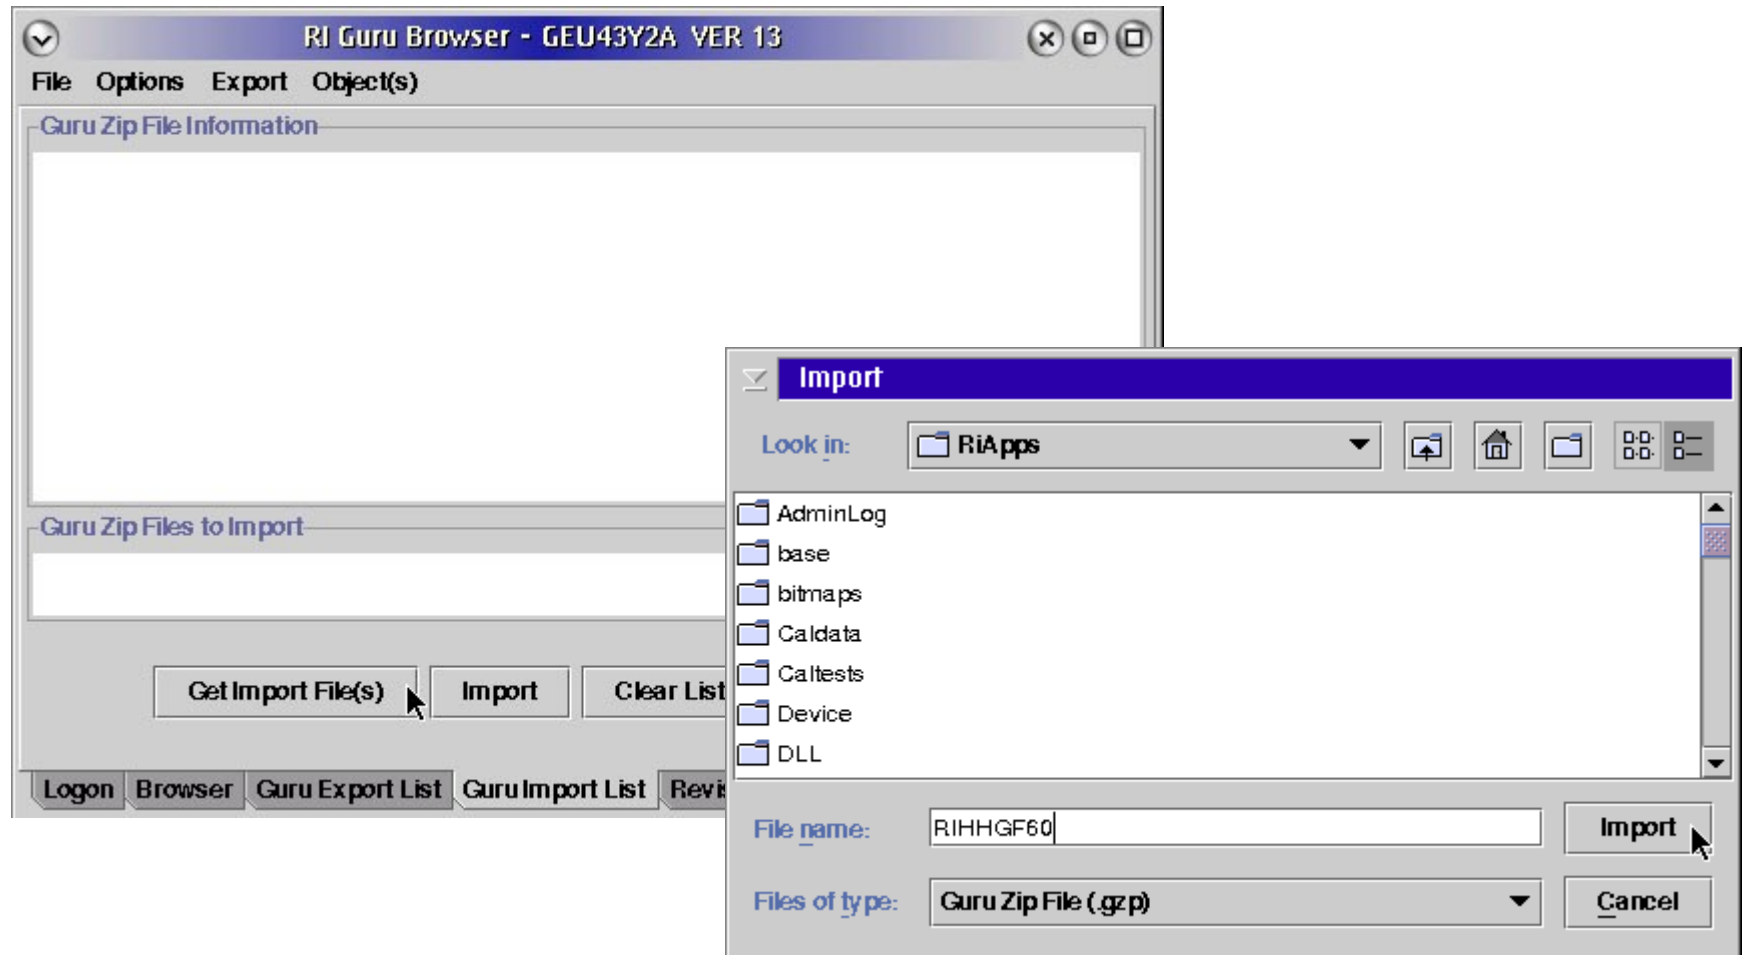 RI Guru Browser - GEU43Y2A VER 13
File Options Export Object(s)
Guru Zip File Information
Guru Zip Files to Import
Get Import File(s) Import Clear List
Logon Browser Guru Export List Guru Import List Revis
Import
Look in: RiApps
AdminLog
base
bitmaps
Caldata
Caltests
Device
DLL
File name: RIHHGF60 Import
Files of type: Guru Zip File (.gzp) Cancel